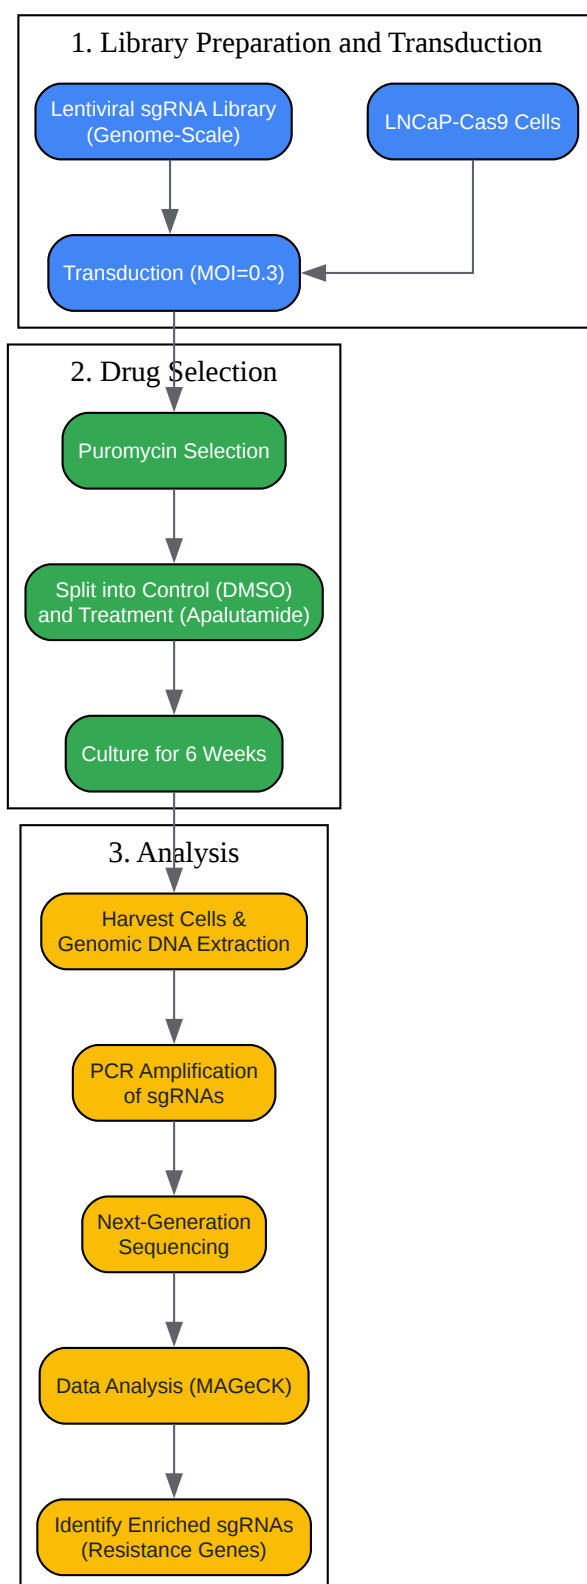 1. Library Preparation and Transduction
Lentiviral sgRNA Library
(Genome-Scale)
LNCaP-Cas9 Cells
Transduction (MOI=0.3)
2. Drug Selection
Puromycin Selection
Split into Control (DMSO)
and Treatment (Apalutamide)
Culture for 6 Weeks
3. Analysis
Harvest Cells &
Genomic DNA Extraction
PCR Amplification
of sgRNAs
Next-Generation
Sequencing
Data Analysis (MAGeCK)
Identify Enriched sgRNAs
(Resistance Genes)